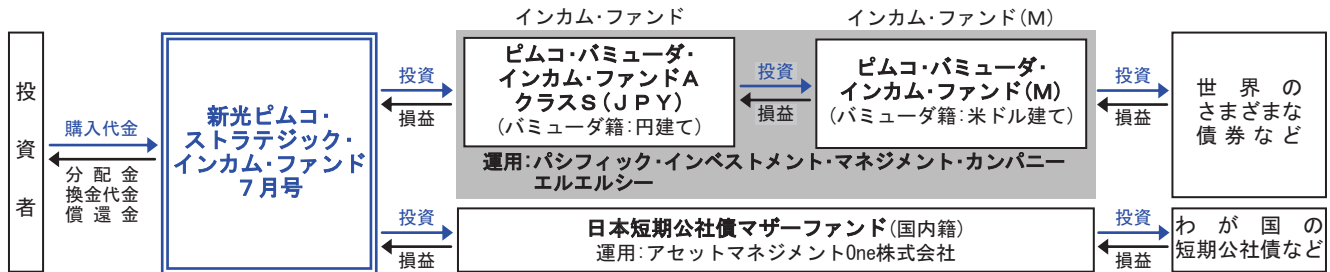 インカム・ファンド
インカム・ファンド(M)
投
資
者
購入代金
分配金
換金代金
償還金
新光ピムコ・
ストラテジック・
インカム・ファンド
7月号
投資
損益
ピムコ・バミューダ・
インカム・ファンドA
クラスS(JPY)
(バミューダ籍:円建て)
投資
損益
ピムコ・バミューダ・
インカム・ファンド(M)
(バミューダ籍:米ドル建て)
運用:パシフィック・インベストメント・マネジメント・カンパニー
エルエルシー
投資
損益
世界の
さまざまな
債券など
投資
損益
日本短期公社債マザーファンド(国内籍)
運用:アセットマネジメントOne株式会社
投資
損益
わが国の
短期公社債など